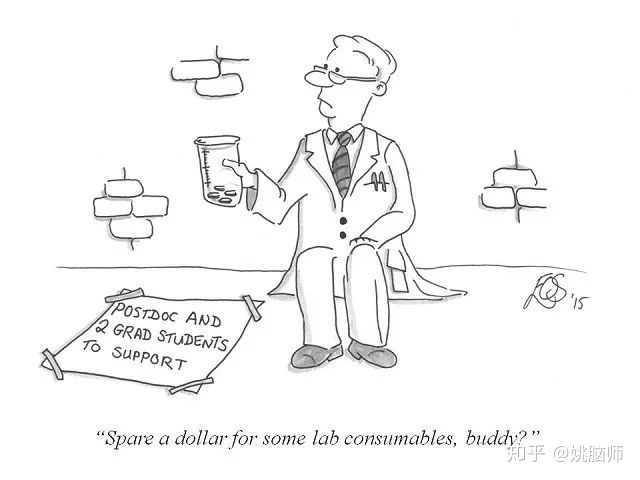 POSTDOC AND
2 GRAD STUDENTS
TO SUPPORT
'15
“Spare a dollar for some lab consumables, buddy?”
知乎 @姚脑师